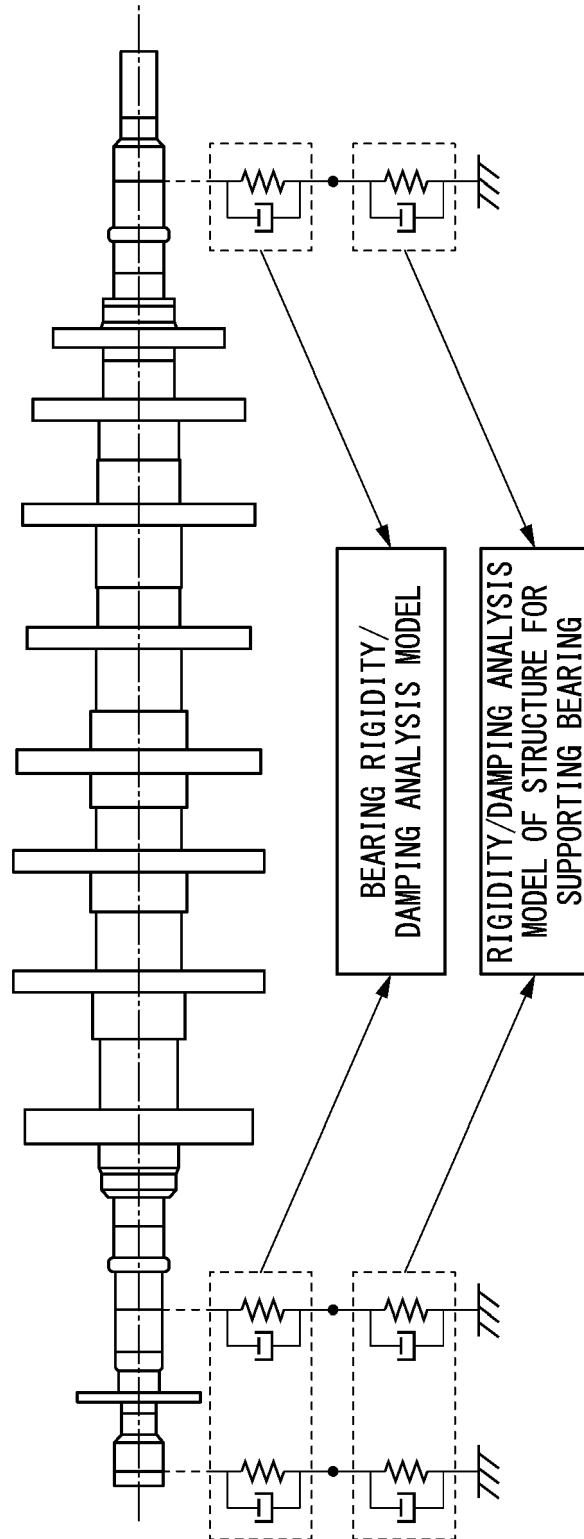 BEARING RIGIDITY/
DAMPING ANALYSIS MODEL
RIGIDITY/DAMPING ANALYSIS
MODEL OF STRUCTURE FOR
SUPPORTING BEARING